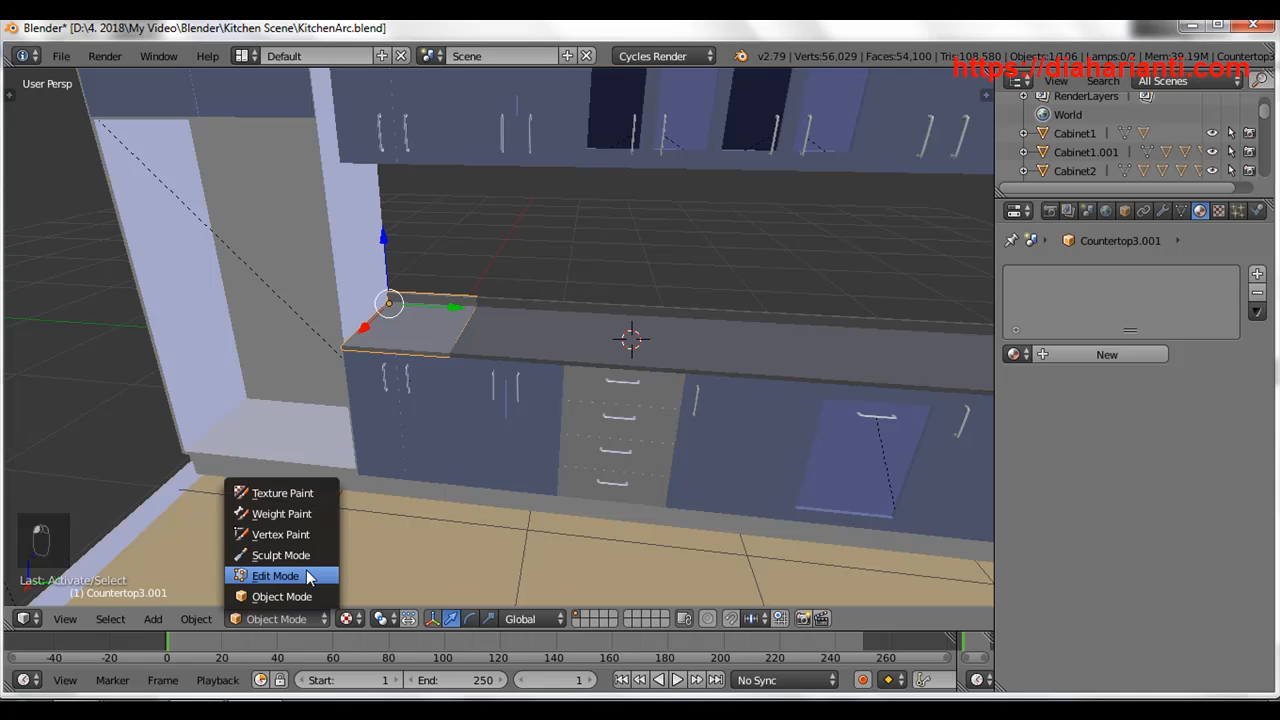 Blender* [D:\4. 2018\My Video\Blender\Kitchen Scene\KitchenArc.blend]
File Render Window Help Default Scene Cycles Render v2.79 | Verts:56,029 | Faces:54,100 | Tris:108,580 | Objects:1/106 | Lamps:0/2 | Mem:39.19M | Countertop3
https://diaharianti.com
User Persp
View Search All Scenes
RenderLayers
World
Cabinet1
Cabinet1.001
Cabinet2
Countertop3.001
New
Texture Paint
Weight Paint
Vertex Paint
Sculpt Mode
Edit Mode
Object Mode
Last: Activate/Select
(1) Countertop3.001
View Select Add Object Object Mode Global
-40 -20 0 20 40 60 80 100 120 140 160 180 200 220 240 260
View Marker Frame Playback Start: 1 End: 250 1 No Sync